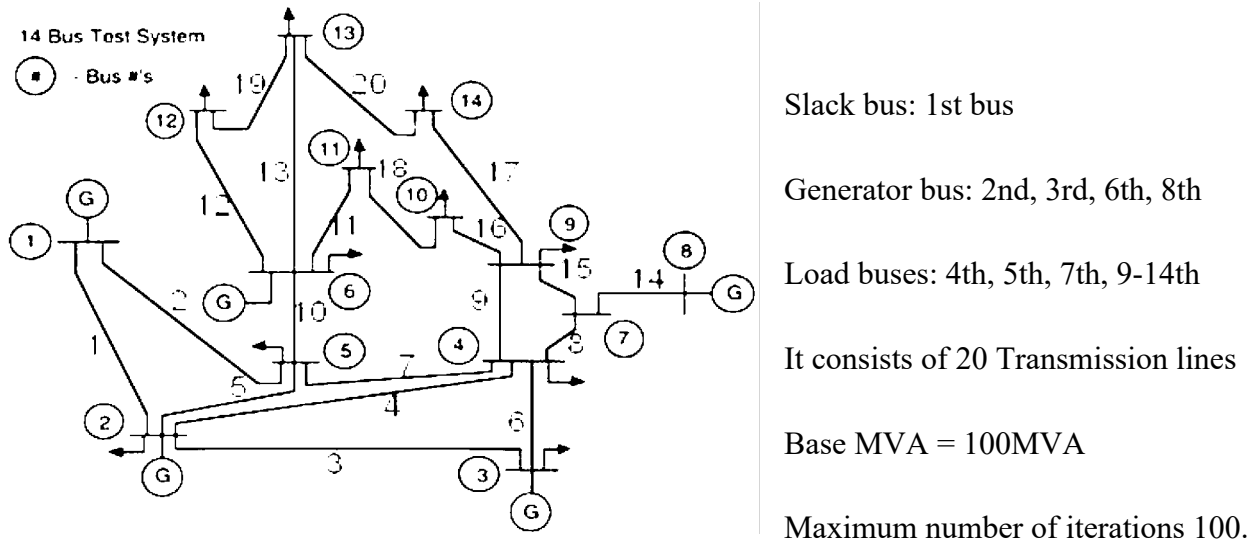 14 Bus Test System
# - Bus #'s
13
19
20
12
14
11
18
10
17
13
12
11
16
9
8
G
1
15
14
G
6
G
2
10
9
7
1
5
4
8
5
7
4
2
6
G
3
3
G
Slack bus: 1st bus
Generator bus: 2nd, 3rd, 6th, 8th
Load buses: 4th, 5th, 7th, 9-14th
It consists of 20 Transmission lines
Base MVA = 100MVA
Maximum number of iterations 100.